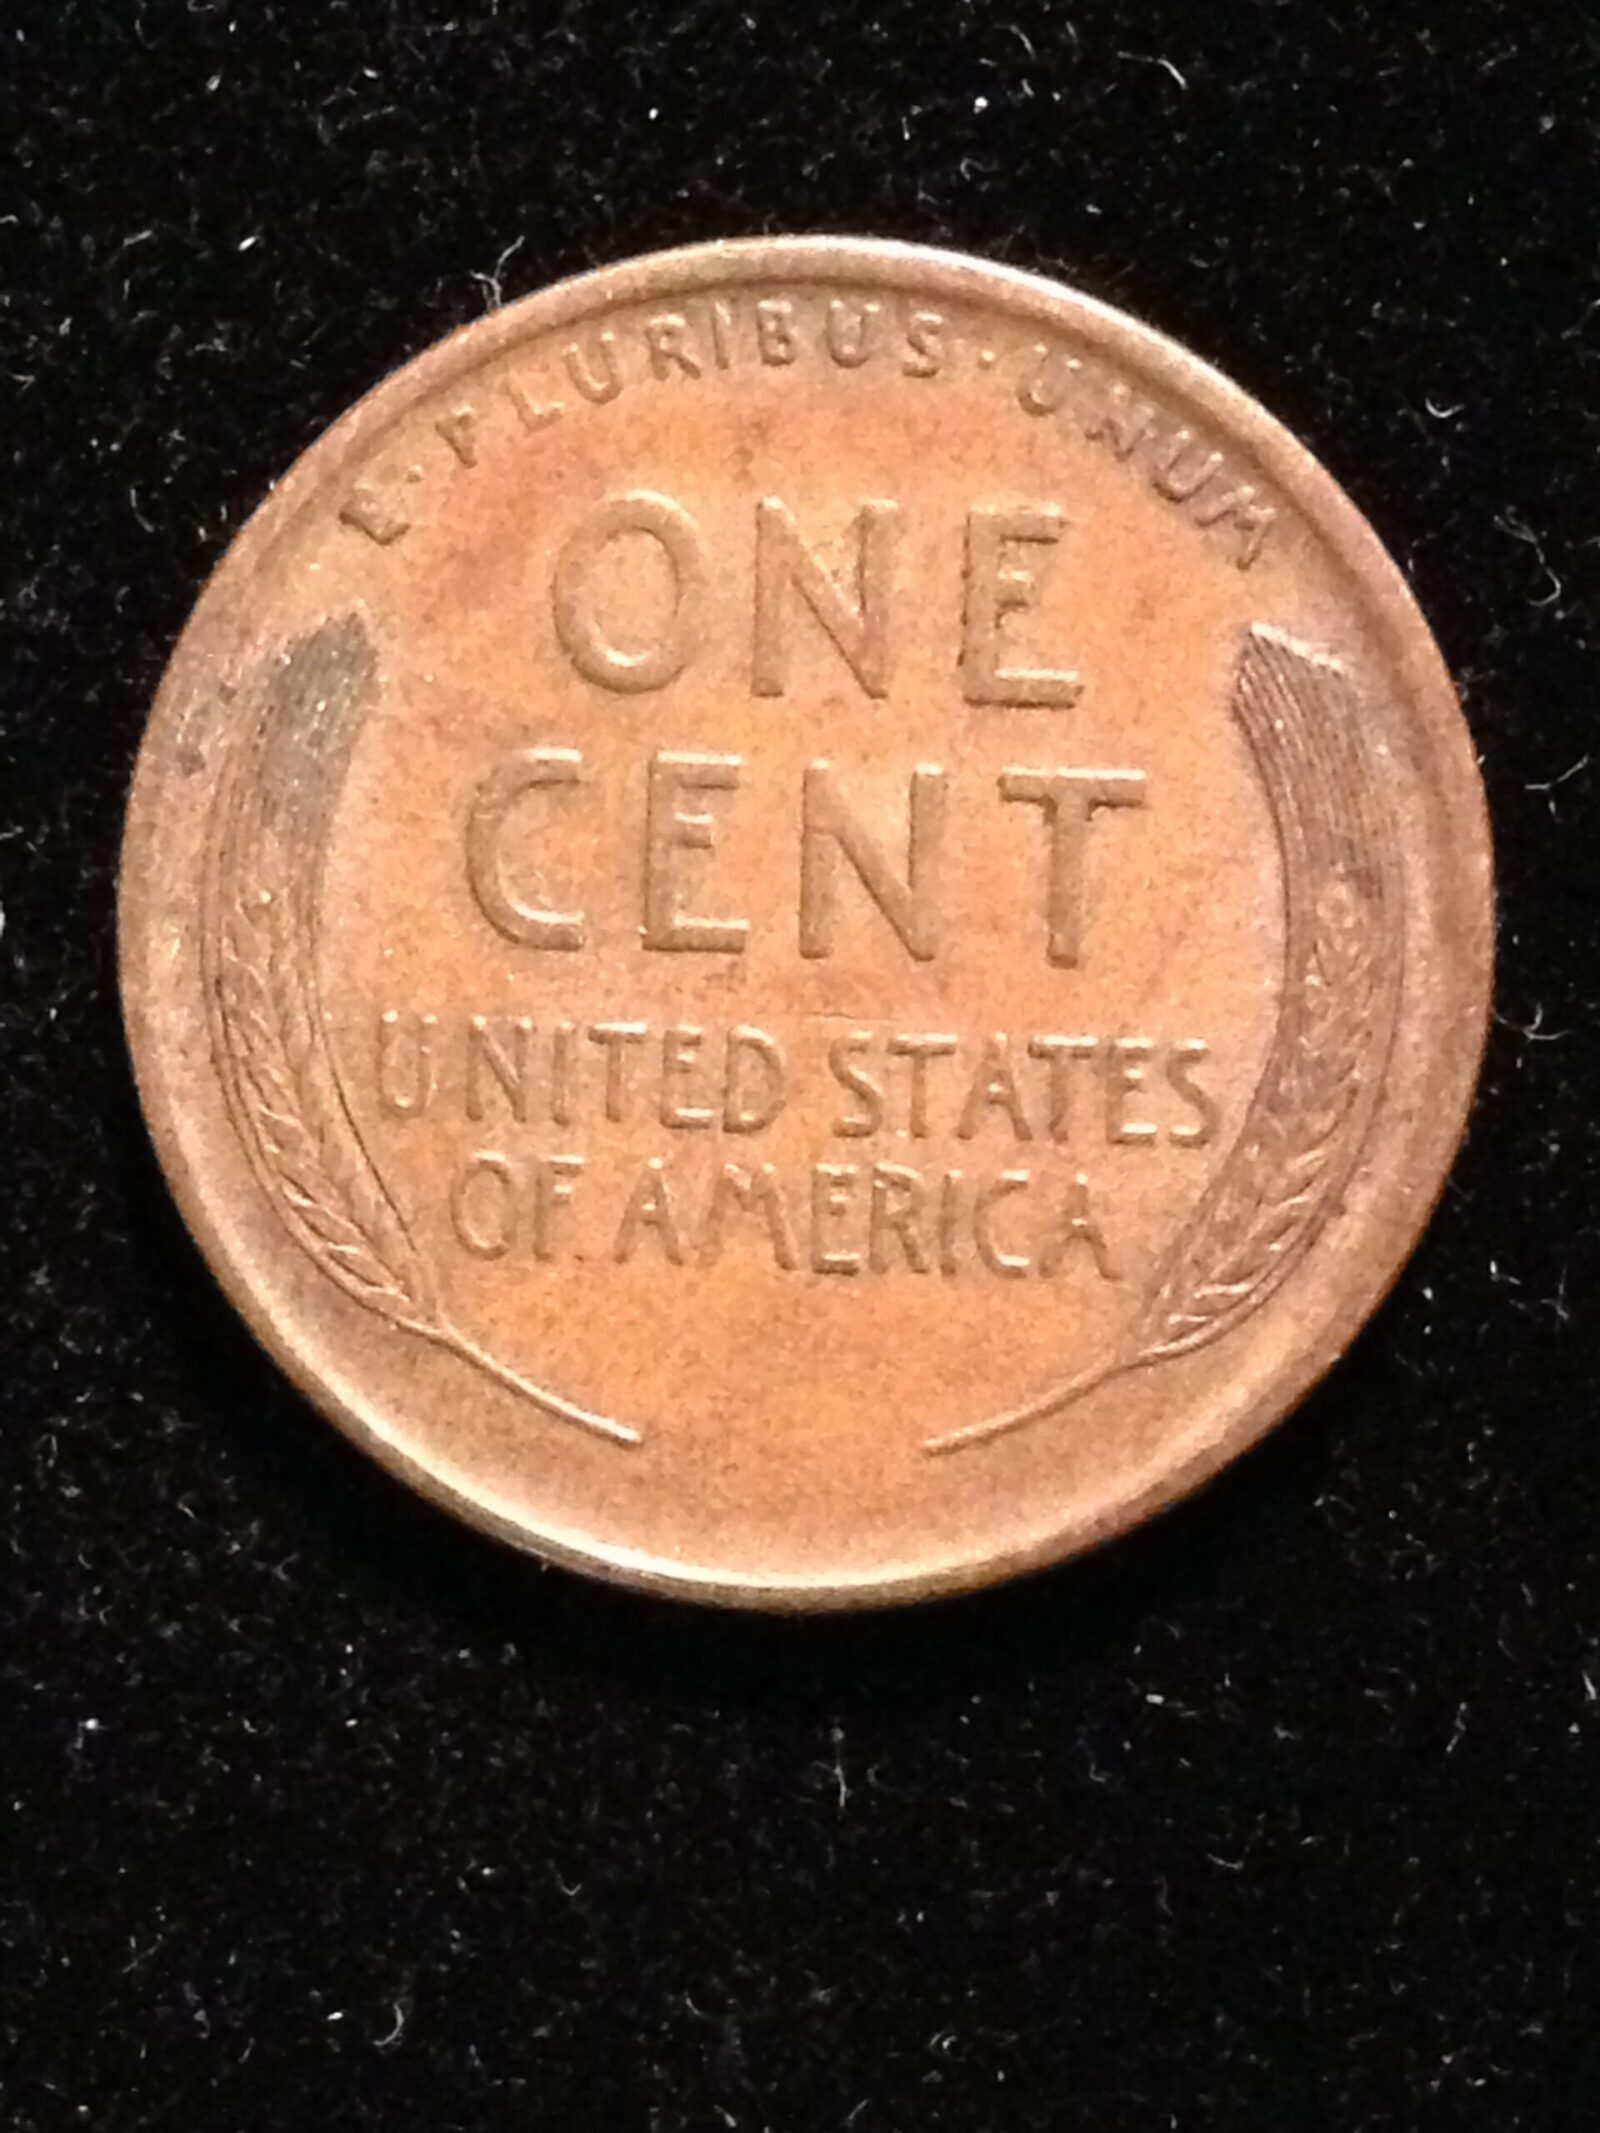 E·PLURIBUS·UNUM
ONE
CENT
UNITED STATES
OF AMERICA